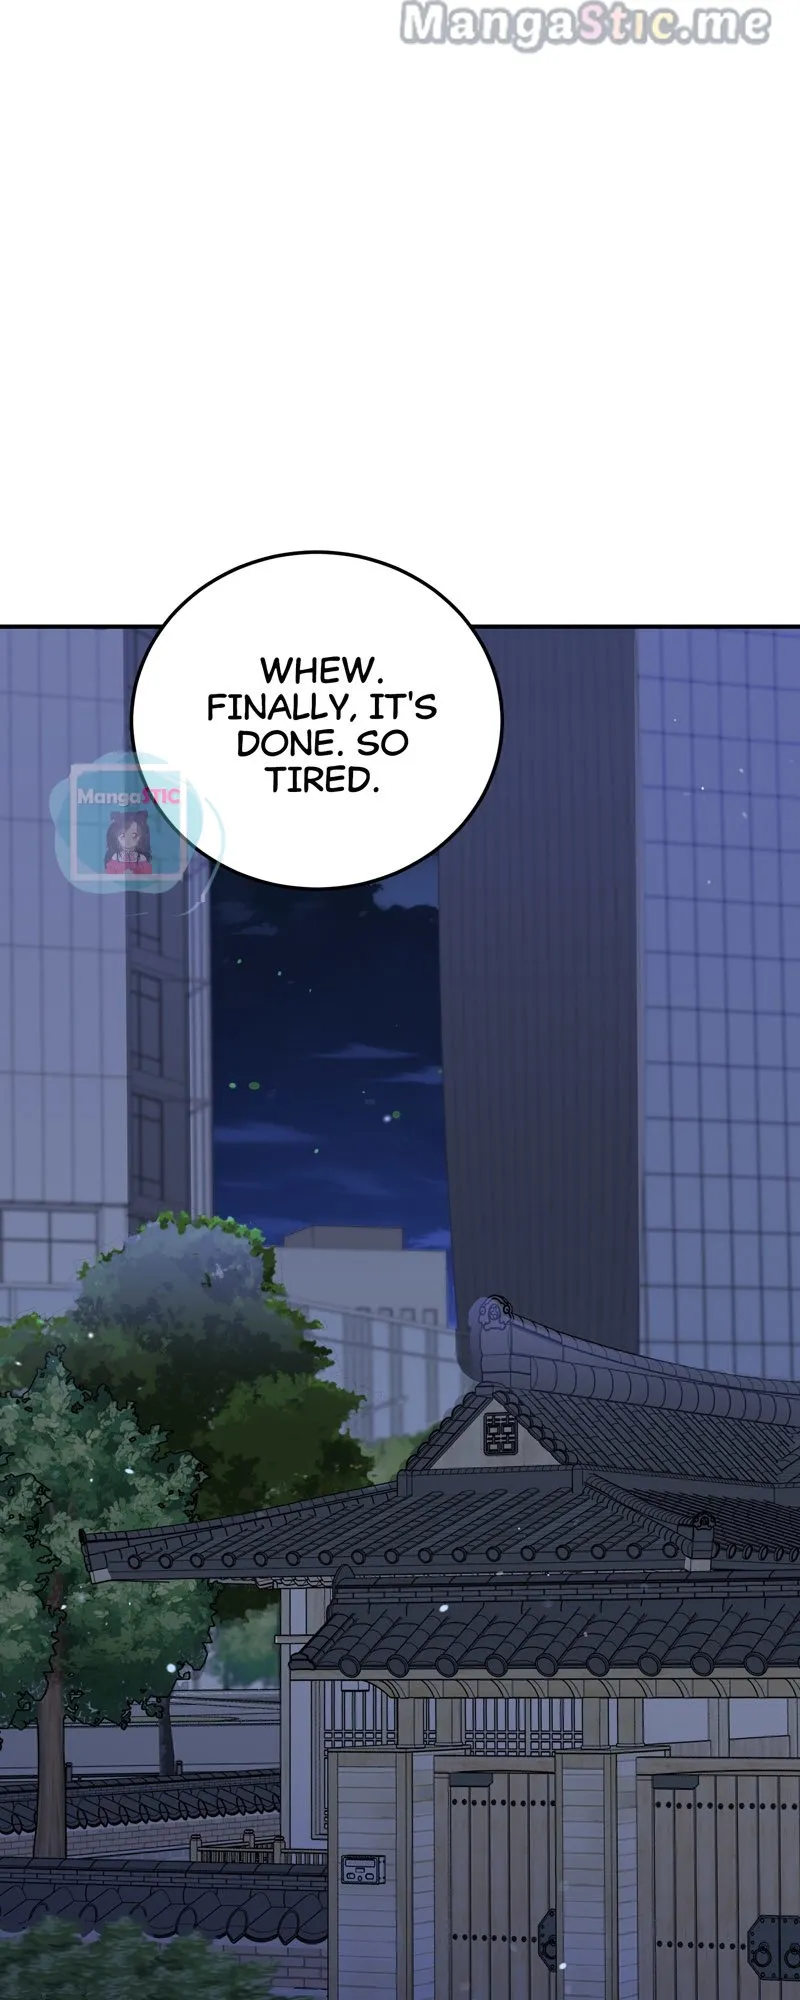 MangaStic.me
WHEW.
FINALLY, IT'S
DONE. SO
TIRED.
MangaSTIC